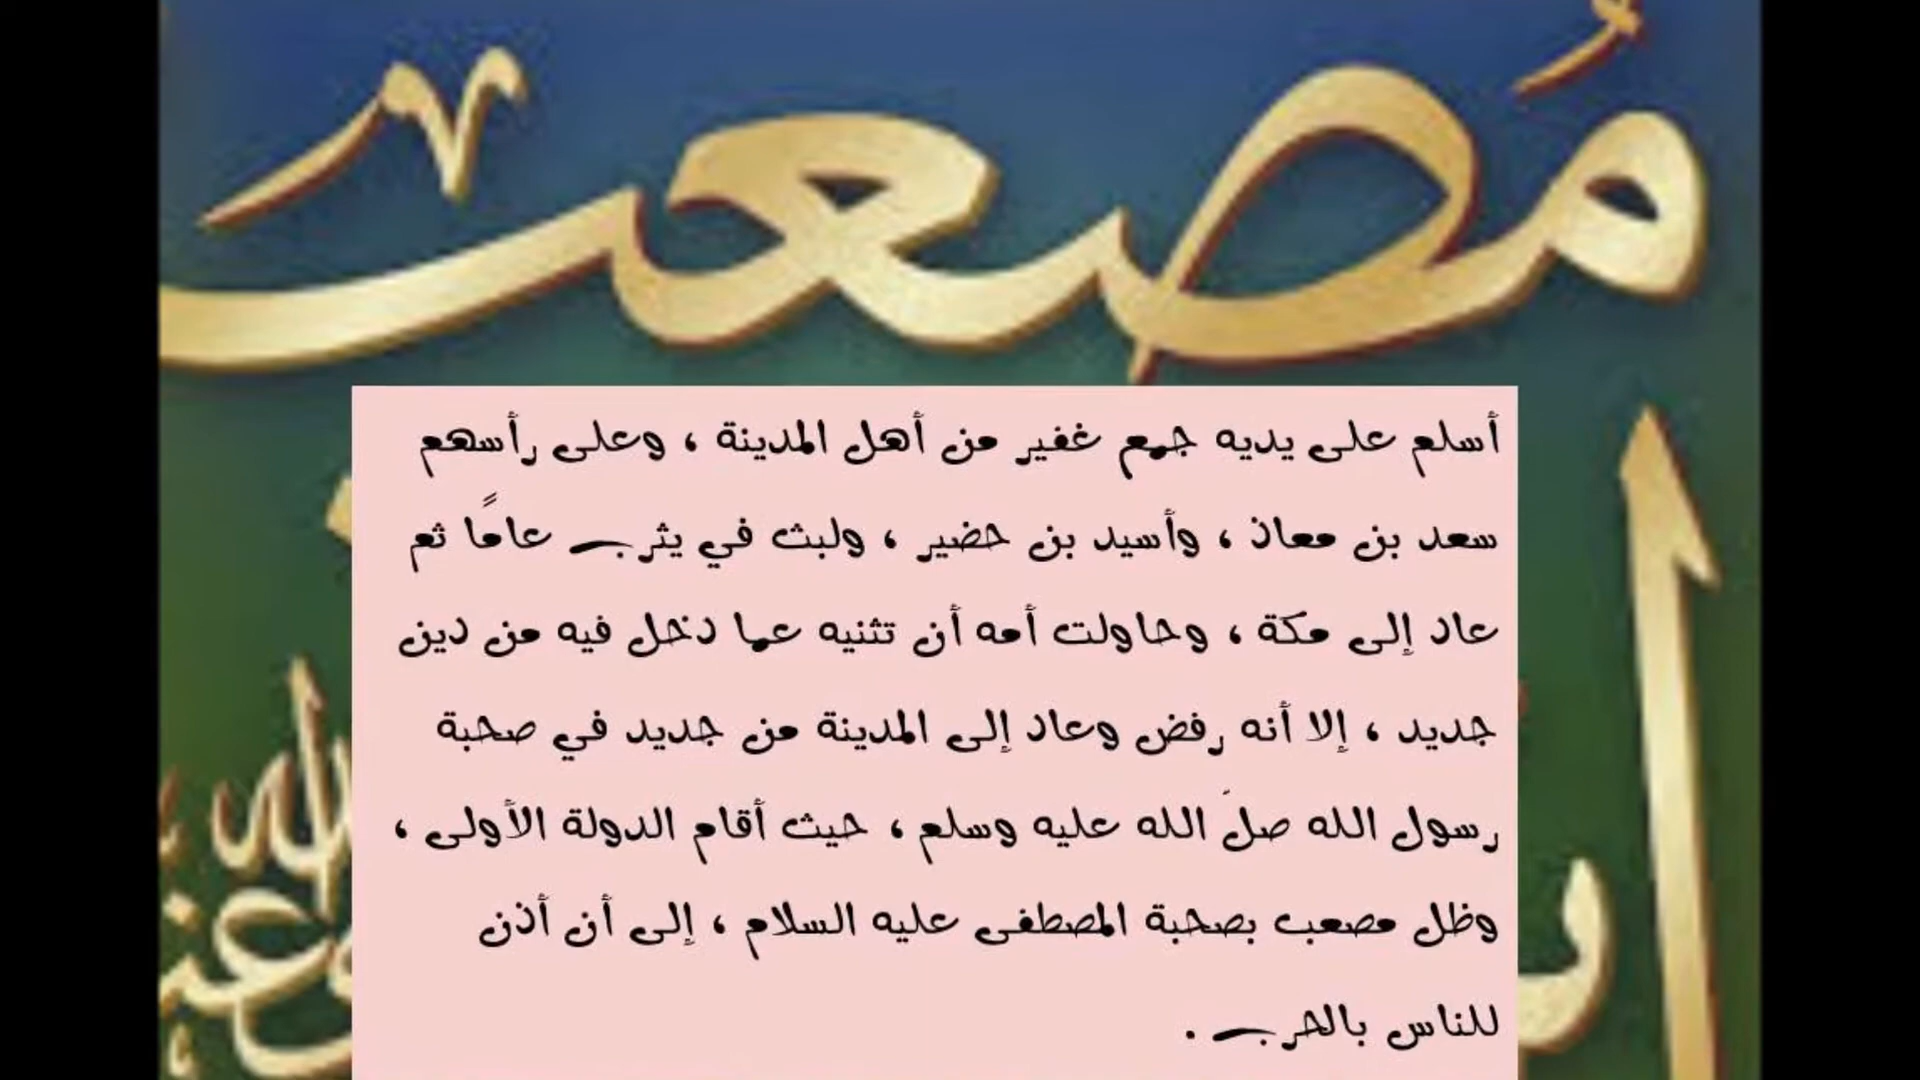 مُصعب
ا
الله
عنه
أسلم على يديه جمع غفير من أهل المدينة ، وعلى رأسهم
سعد بن معاذ ، وأسيد بن حضير ، ولبث في يثرب عامًا ثم
عاد إلى مكة ، وحاولت أمه أن تثنيه عما دخل فيه من دين
جديد ، إلا أنه رفض وعاد إلى المدينة من جديد في صحبة
رسول الله صلَ الله عليه وسلم ، حيث أقام الدولة الأولى ،
وظل مصعب بصحبة المصطفى عليه السلام ، إلى أن أذن
للناس بالحرب .